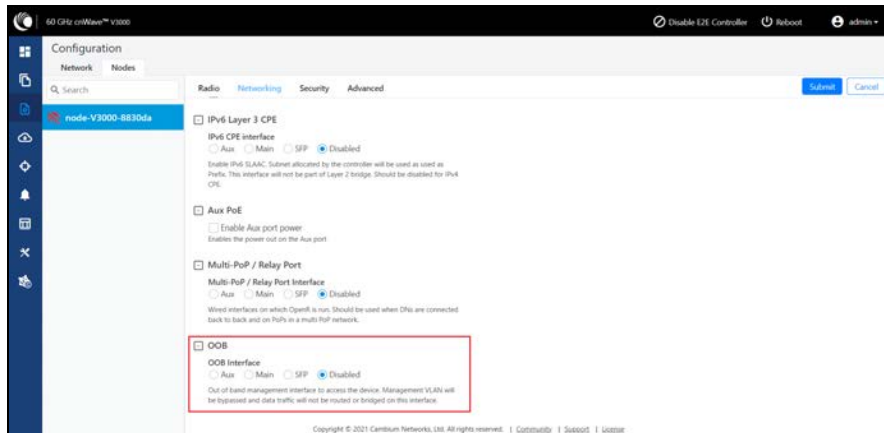 60 GHz cnWave™ V3000
Disable E2E Controller Reboot admin
Configuration
Network Nodes
Search
Radio Networking Security Advanced
Submit Cancel
node-V3000-8830da
IPv6 Layer 3 CPE
IPv6 CPE interface
Aux Main SFP Disabled
Enable IPv6 SLAAC. Subnet allocated by the controller will be used as used as
Prefix. This interface will not be part of Layer 2 bridge. Should be disabled for IPv4
CPE.
Aux PoE
Enable Aux port power
Enables the power out on the Aux port
Multi-PoP / Relay Port
Multi-PoP / Relay Port Interface
Aux Main SFP Disabled
Wired interfaces on which Openfi is run. Should be used when DNs are connected
back to back and on PoPs in a multi PoP network.
OOB
OOB Interface
Aux Main SFP Disabled
Out of band management interface to access the device. Management VLAN will
be bypassed and data traffic will not be routed or bridged on this interface.
Copyright © 2021 Cambium Networks, Ltd. All rights reserved. | Community | Support | License